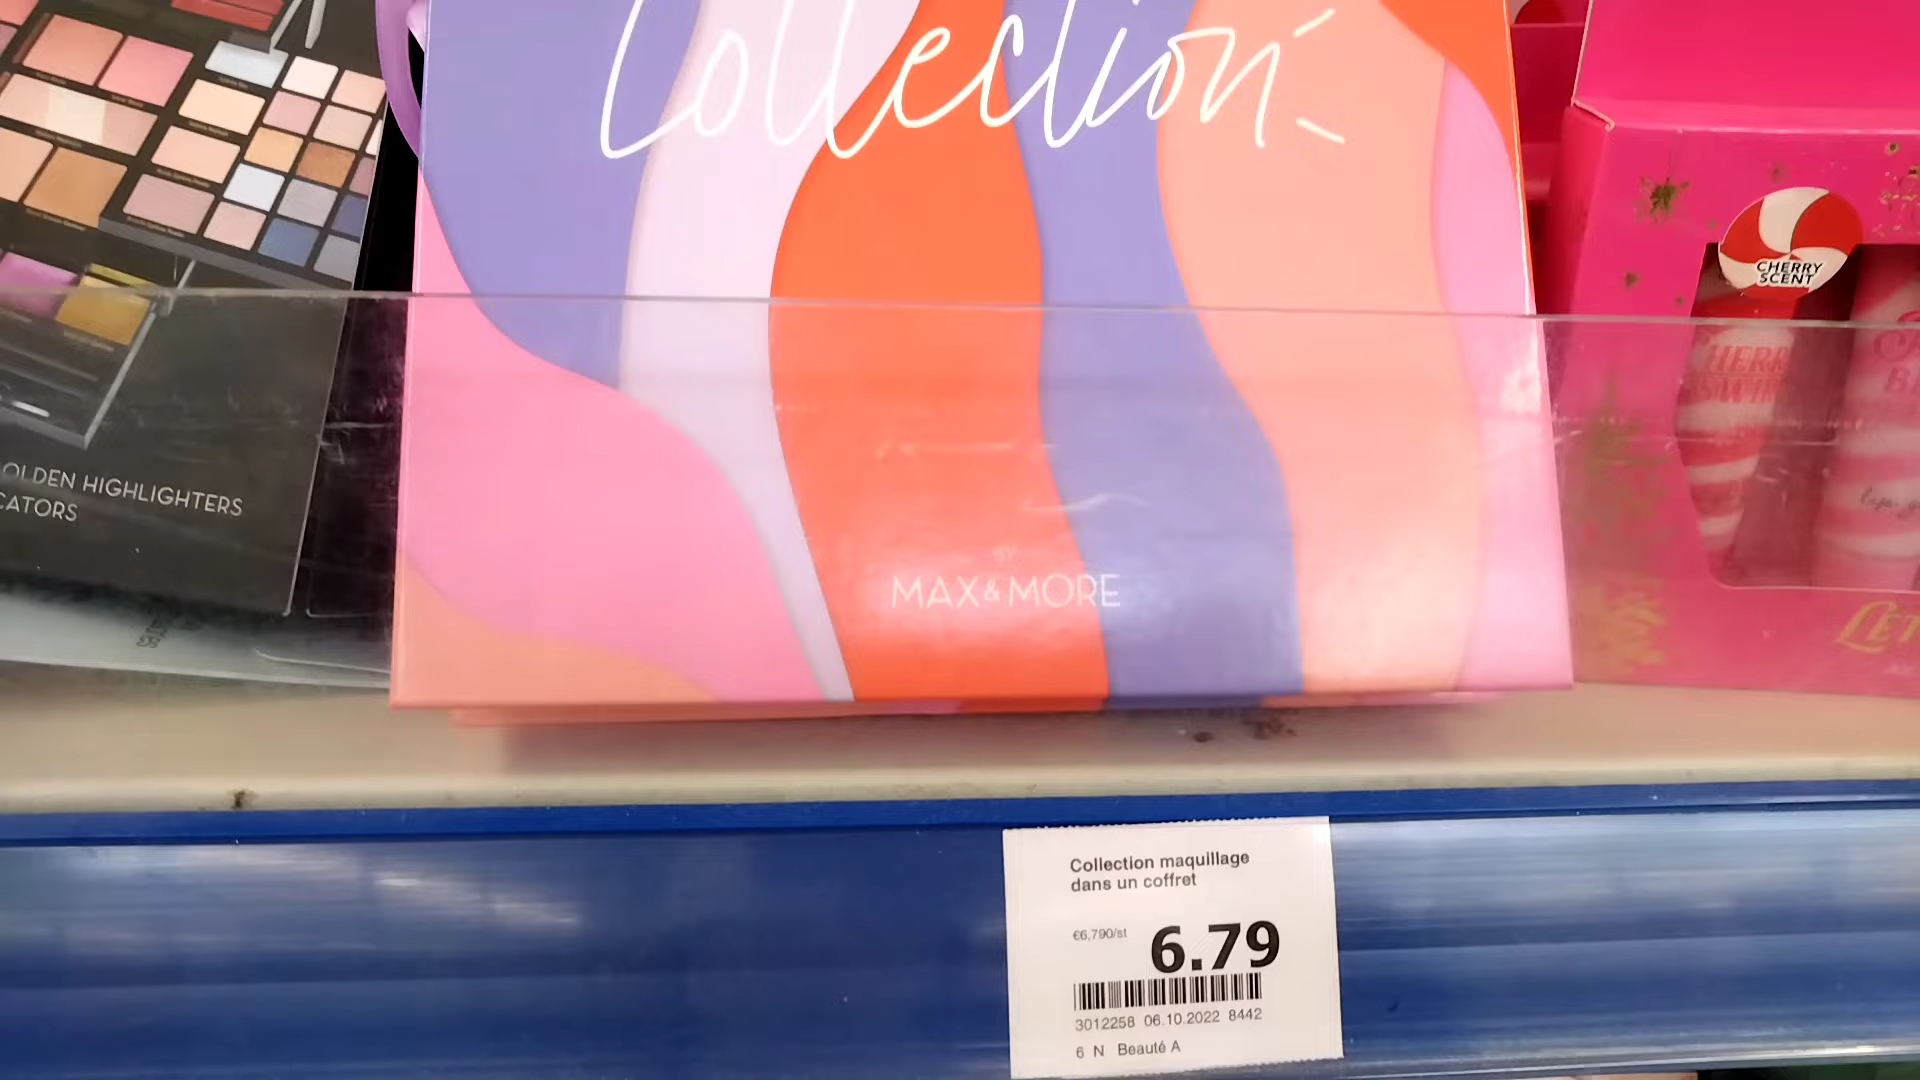 Collection
CHERRY
SCENT
OLDEN HIGHLIGHTERS
CATORS
BY
MAX&MORE
Collection maquillage
dans un coffret
€6,790/st
6.79
3012258 06.10.2022 8442
6 N Beauté A